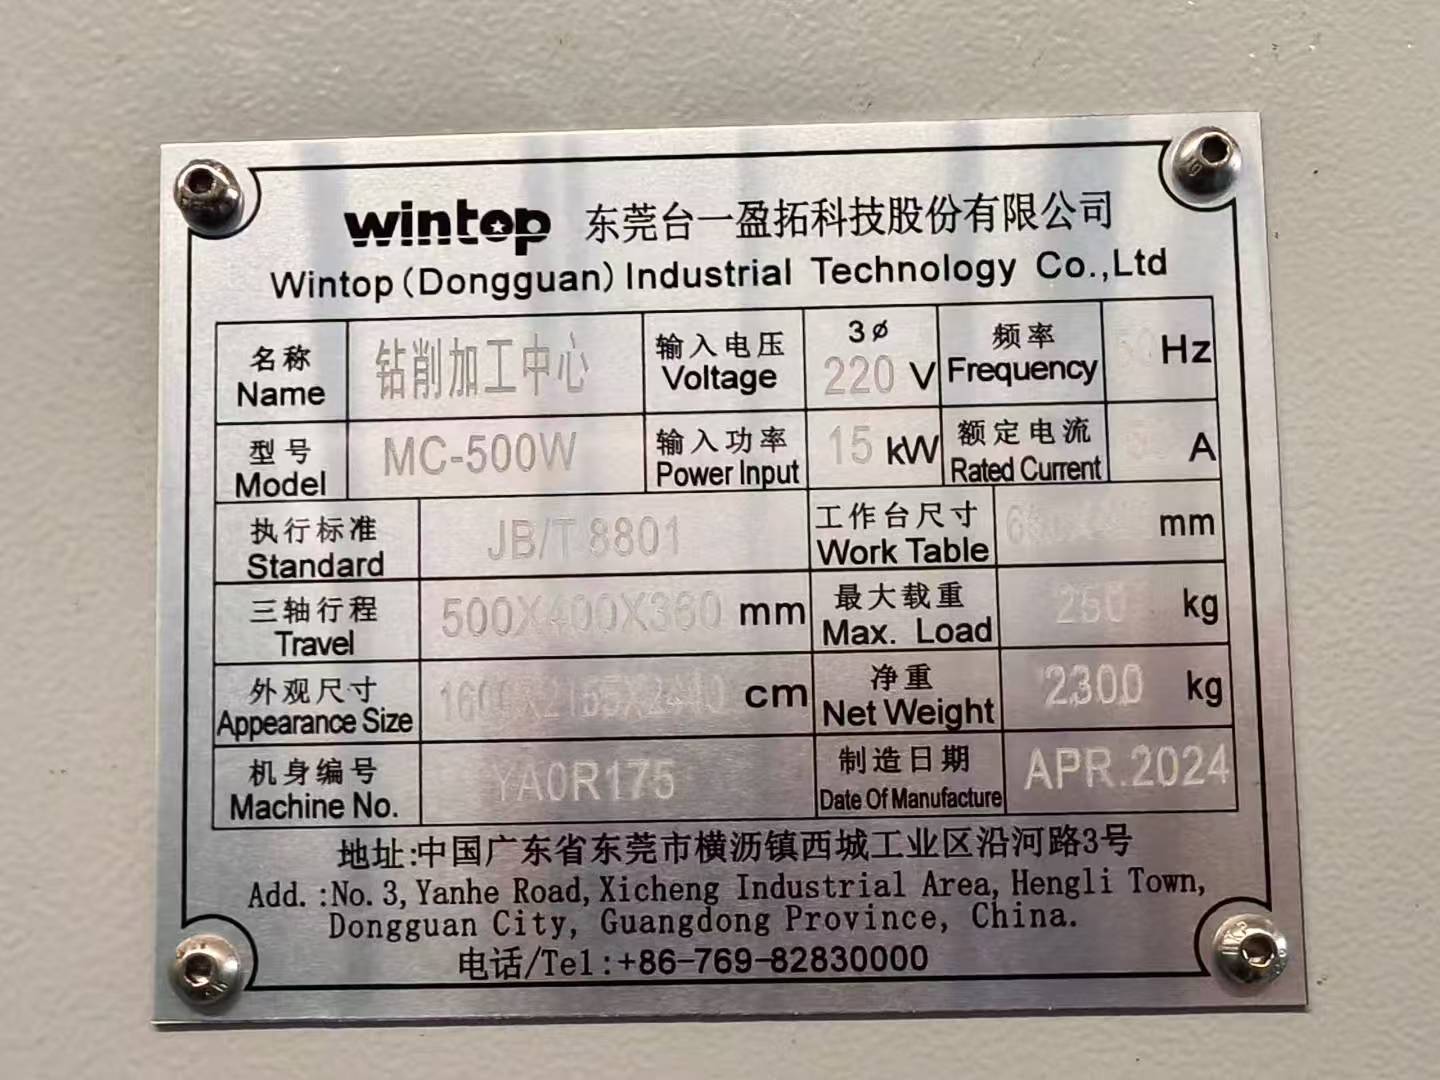 wintop 东莞台一盈拓科技股份有限公司
Wintop(Dongguan)Industrial Technology Co.,Ltd
名称 Name 钻削加工中心 输入电压 Voltage 3ø 220 V 频率 Frequency Hz
型号 Model MC-500W 输入功率 Power Input 15 kW 额定电流 Rated Current A
执行标准 Standard JB/T 8801 工作台尺寸 Work Table mm
三轴行程 Travel 500X400X360 mm 最大载重 Max. Load kg
外观尺寸 Appearance Size cm 净重 Net Weight 2300 kg
机身编号 Machine No. YA0R175 制造日期 Date Of Manufacture APR.2024
地址:中国广东省东莞市横沥镇西城工业区沿河路3号
Add.:No.3,Yanhe Road,Xicheng Industrial Area,Hengli Town,
Dongguan City, Guangdong Province, China.
电话/Tel:+86-769-82830000